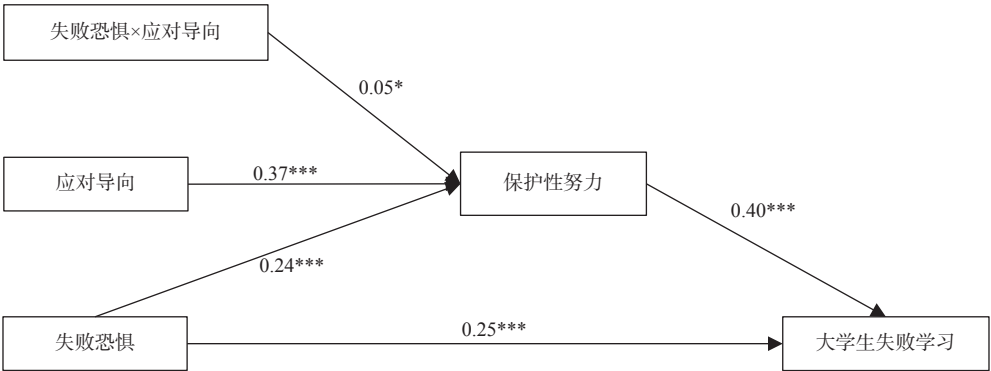 失败恐惧×应对导向
0.05*
应对导向
0.37***
保护性努力
0.40***
0.24***
失败恐惧
0.25***
大学生失败学习